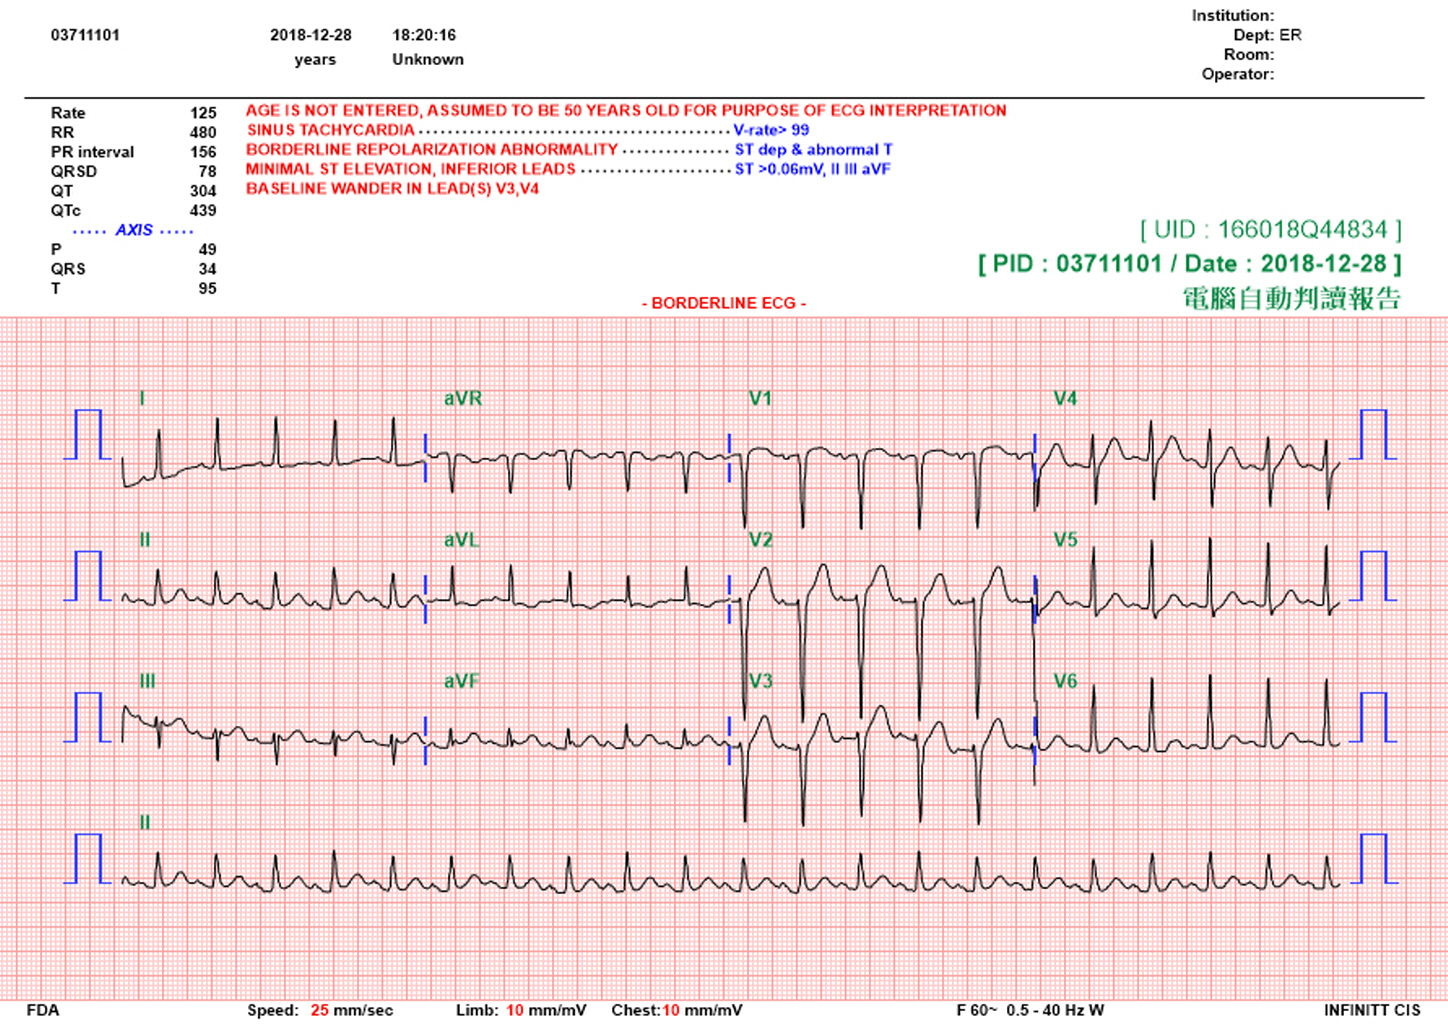 Institution:
03711101 2018-12-28 18:20:16 Dept: ER
years Unknown Room:
Operator:
Rate 125 AGE IS NOT ENTERED, ASSUMED TO BE 50 YEARS OLD FOR PURPOSE OF ECG INTERPRETATION
RR 480 SINUS TACHYCARDIA ........................................ V-rate> 99
PR interval 156 BORDERLINE REPOLARIZATION ABNORMALITY .............. ST dep & abnormal T
QRSD 78 MINIMAL ST ELEVATION, INFERIOR LEADS .................... ST >0.06mV, II III aVF
QT 304 BASELINE WANDER IN LEAD(S) V3,V4
QTc 439
····· AXIS ·····
P 49
QRS 34
T 95
[ UID : 166018Q44834 ]
[ PID : 03711101 / Date : 2018-12-28 ]
電腦自動判讀報告
- BORDERLINE ECG -
I aVR V1 V4
II aVL V2 V5
III aVF V3 V6
II
FDA Speed: 25 mm/sec Limb: 10 mm/mV Chest:10 mm/mV F 60~ 0.5 - 40 Hz W INFINITT CIS